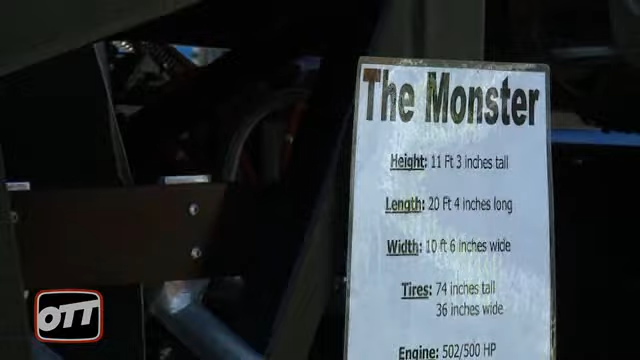 The Monster
Height: 11 Ft 3 inches tall
Length: 20 Ft 4 inches long
Width: 10 ft 6 inches wide
Tires: 74 inches tall
36 inches wide
Engine: 502/500 HP
OTT